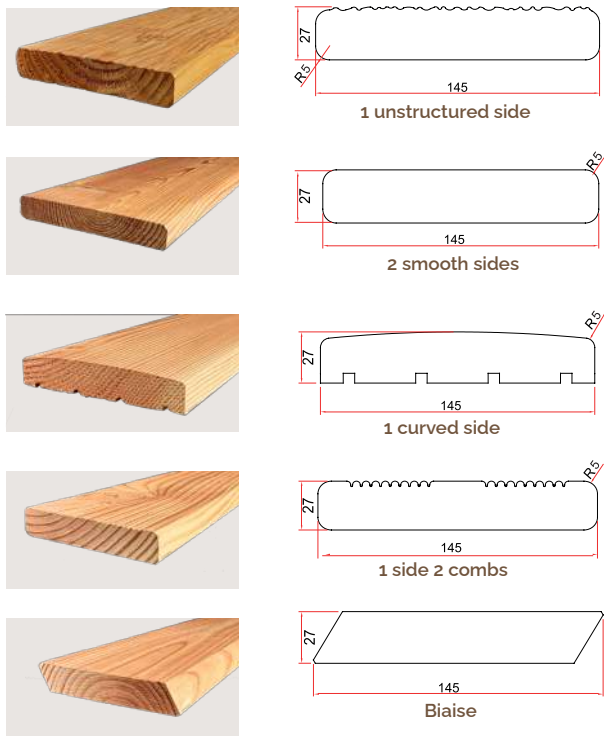 27
R5
145
1 unstructured side
R5
27
145
2 smooth sides
R5
27
145
1 curved side
R5
27
145
1 side 2 combs
27
145
Biaise